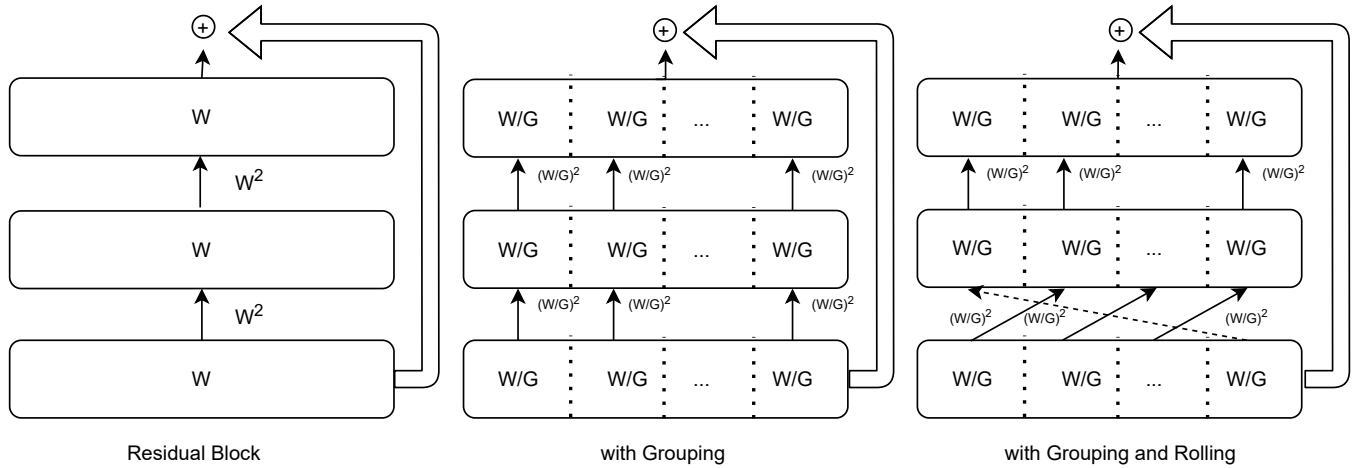 + + +
W W/G W/G ... W/G W/G W/G ... W/G
W² (W/G)² (W/G)² (W/G)² (W/G)² (W/G)² (W/G)²
W W/G W/G ... W/G W/G W/G ... W/G
W² (W/G)² (W/G)² (W/G)² (W/G)² (W/G)² (W/G)²
W W/G W/G ... W/G W/G W/G ... W/G
Residual Block with Grouping with Grouping and Rolling